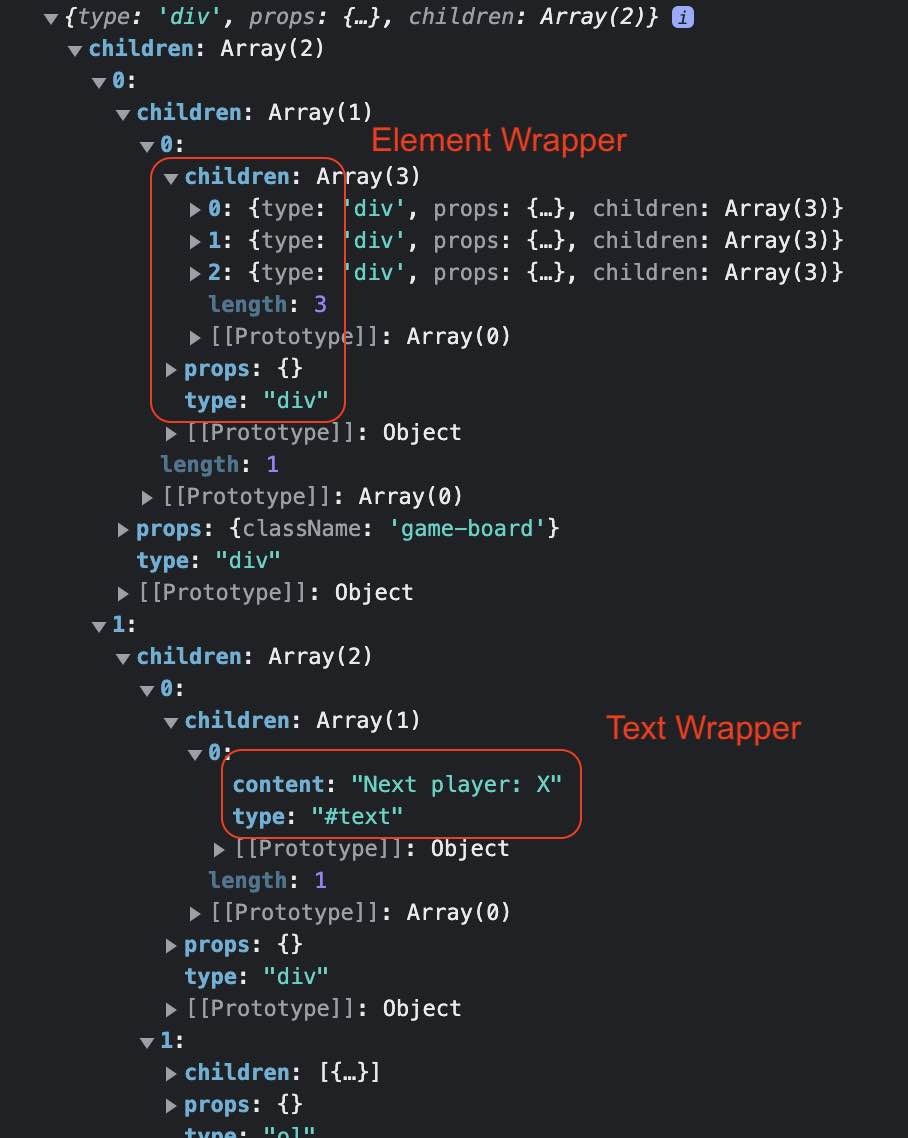 {type: 'div', props: {…}, children: Array(2)} i
children: Array(2)
0:
children: Array(1)
0:
Element Wrapper
children: Array(3)
0: {type: 'div', props: {…}, children: Array(3)}
1: {type: 'div', props: {…}, children: Array(3)}
2: {type: 'div', props: {…}, children: Array(3)}
length: 3
[[Prototype]]: Array(0)
props: {}
type: "div"
[[Prototype]]: Object
length: 1
[[Prototype]]: Array(0)
props: {className: 'game-board'}
type: "div"
[[Prototype]]: Object
1:
children: Array(2)
0:
children: Array(1)
Text Wrapper
0:
content: "Next player: X"
type: "#text"
[[Prototype]]: Object
length: 1
[[Prototype]]: Array(0)
props: {}
type: "div"
[[Prototype]]: Object
1:
children: [{…}]
props: {}
type: "ol"